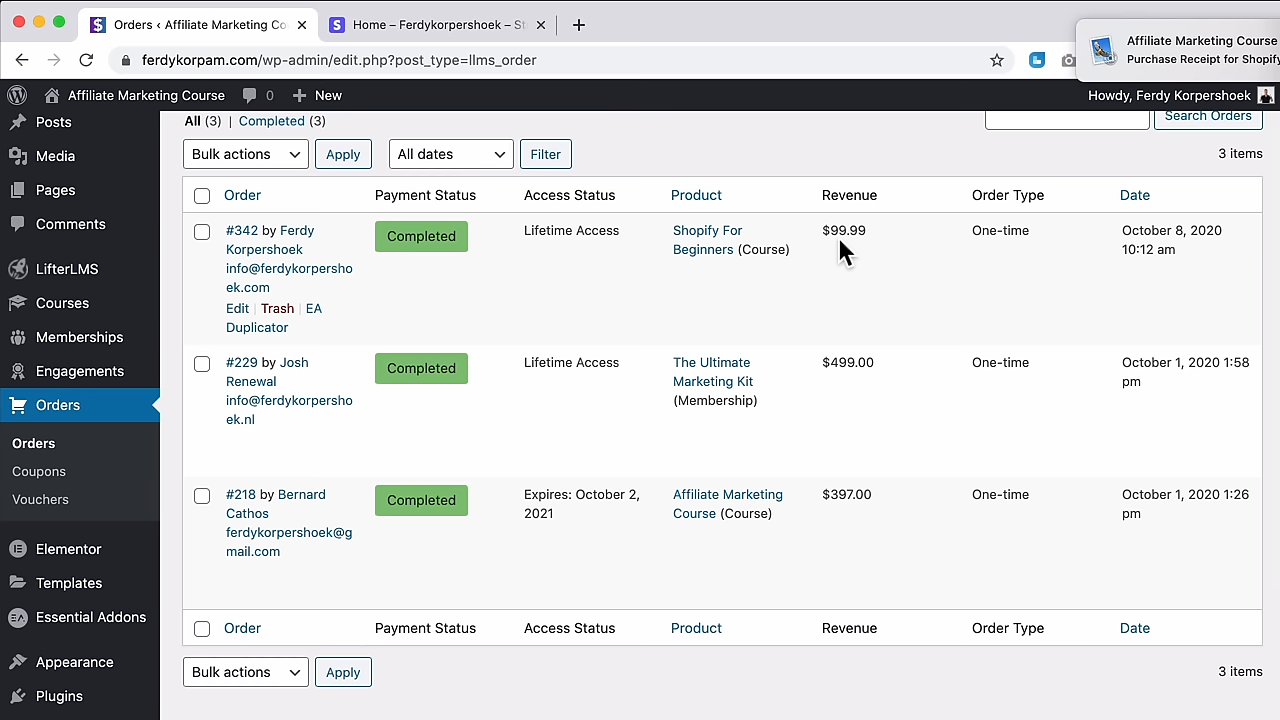 Orders ‹ Affiliate Marketing Co
Home – Ferdykorpershoek – St
ferdykorpam.com/wp-admin/edit.php?post_type=llms_order
Affiliate Marketing Course
Purchase Receipt for Shopify
Affiliate Marketing Course 0 New
Howdy, Ferdy Korpershoek
Posts
Media
Pages
Comments
LifterLMS
Courses
Memberships
Engagements
Orders
Orders
Coupons
Vouchers
Elementor
Templates
Essential Addons
Appearance
Plugins
All (3) | Completed (3)
Search Orders
Bulk actions Apply All dates Filter
3 items
Order Payment Status Access Status Product Revenue Order Type Date
#342 by Ferdy
Korpershoek
info@ferdykorpersho
ek.com
Edit | Trash | EA
Duplicator
Completed
Lifetime Access
Shopify For
Beginners (Course)
$99.99
One-time
October 8, 2020
10:12 am
#229 by Josh
Renewal
info@ferdykorpersho
ek.nl
Completed
Lifetime Access
The Ultimate
Marketing Kit
(Membership)
$499.00
One-time
October 1, 2020 1:58
pm
#218 by Bernard
Cathos
ferdykorpershoek@g
mail.com
Completed
Expires: October 2,
2021
Affiliate Marketing
Course (Course)
$397.00
One-time
October 1, 2020 1:26
pm
Order Payment Status Access Status Product Revenue Order Type Date
Bulk actions Apply
3 items